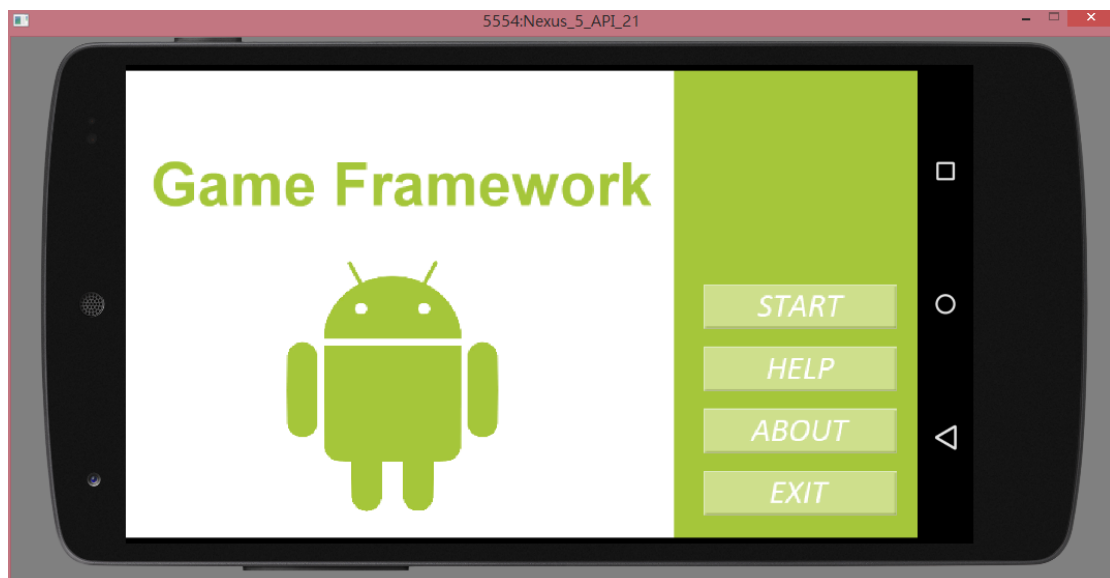 5554:Nexus_5_API_21
Game Framework
START
HELP
ABOUT
EXIT